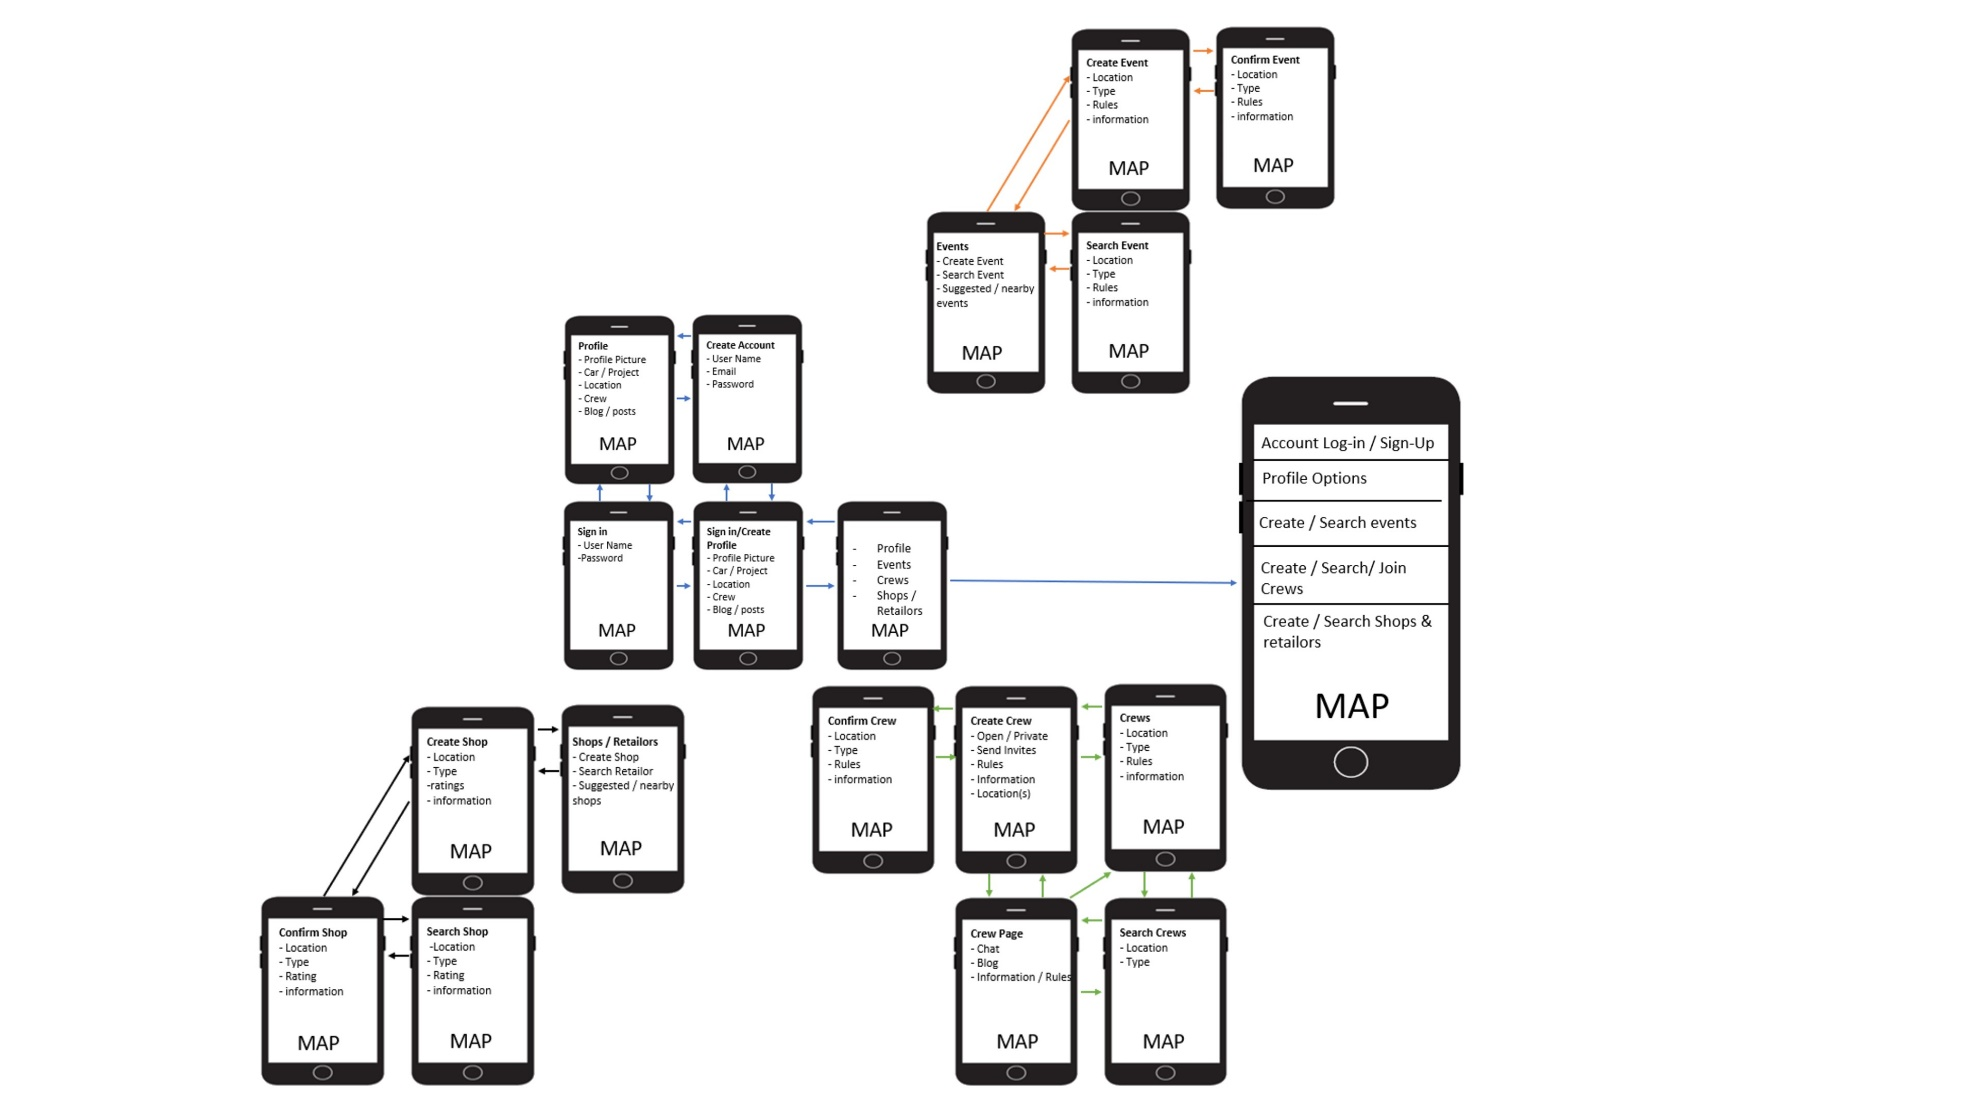 Create Event
- Location
- Type
- Rules
- information
MAP
Confirm Event
- Location
- Type
- Rules
- information
MAP
Events
- Create Event
- Search Event
- Suggested / nearby
events
MAP
Search Event
- Location
- Type
- Rules
- information
MAP
Profile
- Profile Picture
- Car / Project
- Location
- Crew
- Blog / posts
MAP
Create Account
- User Name
- Email
- Password
MAP
Sign in
- User Name
-Password
MAP
Sign in/Create
Profile
- Profile Picture
- Car / Project
- Location
- Crew
- Blog / posts
MAP
- Profile
- Events
- Crews
- Shops /
Retailors
MAP
Account Log-in / Sign-Up
Profile Options
Create / Search events
Create / Search/ Join
Crews
Create / Search Shops &
retailors
MAP
Create Shop
- Location
- Type
-ratings
- information
MAP
Shops / Retailors
- Create Shop
- Search Retailor
- Suggested / nearby
shops
MAP
Confirm Shop
- Location
- Type
- Rating
- information
MAP
Search Shop
-Location
- Type
- Rating
- information
MAP
Confirm Crew
- Location
- Type
- Rules
- information
MAP
Create Crew
- Open / Private
- Send Invites
- Rules
- Information
- Location(s)
MAP
Crews
- Location
- Type
- Rules
- information
MAP
Crew Page
- Chat
- Blog
- Information / Rules
MAP
Search Crews
- Location
- Type
MAP